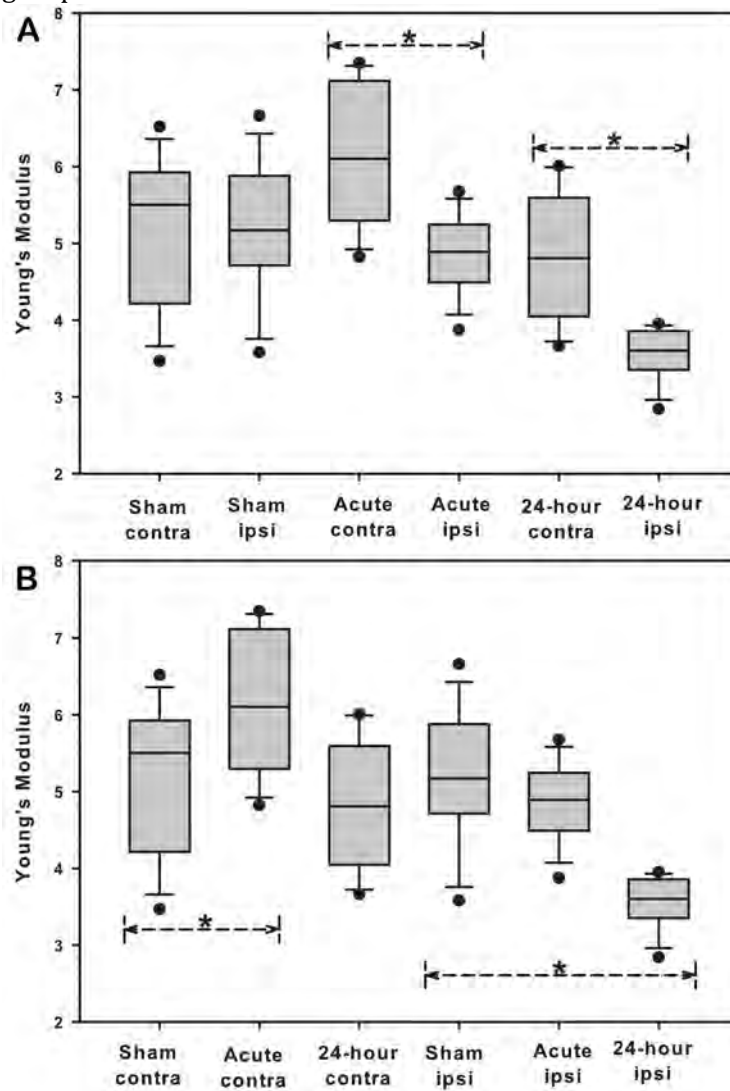 A
8
7
6
5
4
3
2
Young's Modulus
*
*
Sham contra
Sham ipsi
Acute contra
Acute ipsi
24-hour contra
24-hour ipsi
B
8
7
6
5
4
3
2
Young's Modulus
*
*
Sham contra
Acute contra
24-hour contra
Sham ipsi
Acute ipsi
24-hour ipsi